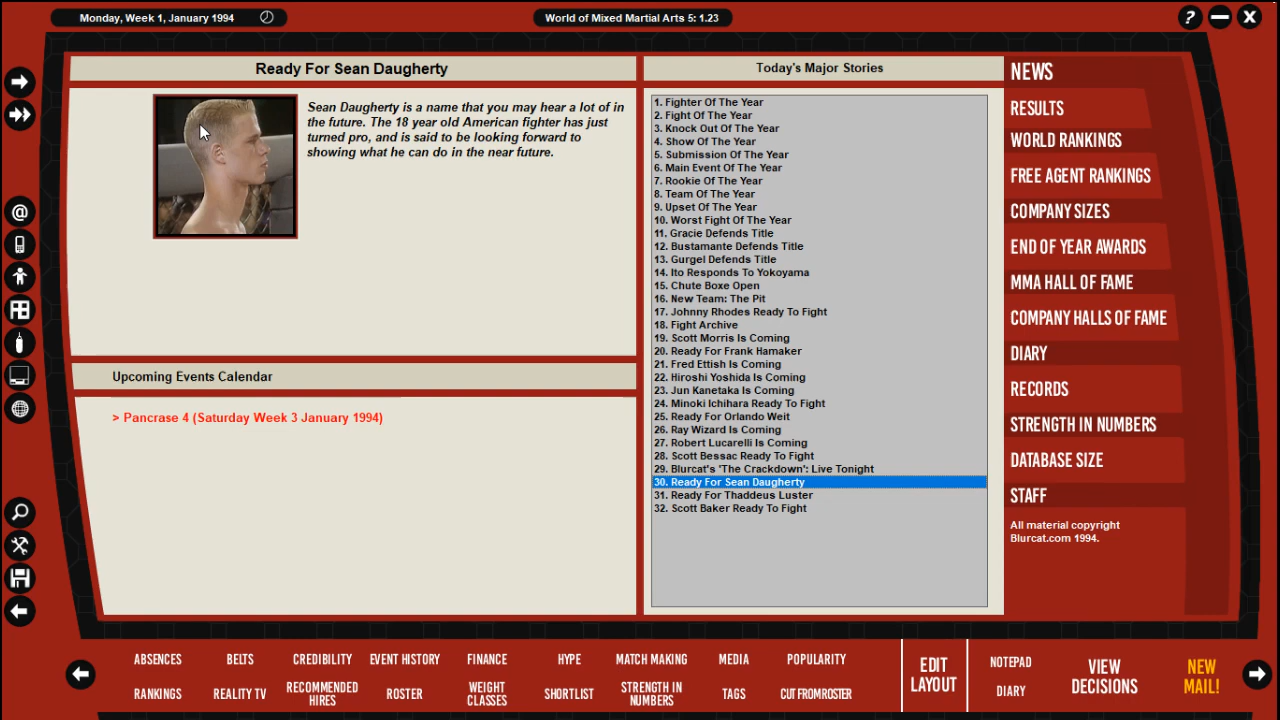 Monday, Week 1, January 1994
World of Mixed Martial Arts 5: 1.23
?
Ready For Sean Daugherty
Sean Daugherty is a name that you may hear a lot of in
the future. The 18 year old American fighter has just
turned pro, and is said to be looking forward to
showing what he can do in the near future.
Upcoming Events Calendar
> Pancrase 4 (Saturday Week 3 January 1994)
Today's Major Stories
1. Fighter Of The Year
2. Fight Of The Year
3. Knock Out Of The Year
4. Show Of The Year
5. Submission Of The Year
6. Main Event Of The Year
7. Rookie Of The Year
8. Team Of The Year
9. Upset Of The Year
10. Worst Fight Of The Year
11. Gracie Defends Title
12. Bustamante Defends Title
13. Gurgel Defends Title
14. Ito Responds To Yokoyama
15. Chute Boxe Open
16. New Team: The Pit
17. Johnny Rhodes Ready To Fight
18. Fight Archive
19. Scott Morris Is Coming
20. Ready For Frank Hamaker
21. Fred Ettish Is Coming
22. Hiroshi Yoshida Is Coming
23. Jun Kanetaka Is Coming
24. Minoki Ichihara Ready To Fight
25. Ready For Orlando Weit
26. Ray Wizard Is Coming
27. Robert Lucarelli Is Coming
28. Scott Bessac Ready To Fight
29. Blurcat's 'The Crackdown': Live Tonight
30. Ready For Sean Daugherty
31. Ready For Thaddeus Luster
32. Scott Baker Ready To Fight
NEWS
RESULTS
WORLD RANKINGS
FREE AGENT RANKINGS
COMPANY SIZES
END OF YEAR AWARDS
MMA HALL OF FAME
COMPANY HALLS OF FAME
DIARY
RECORDS
STRENGTH IN NUMBERS
DATABASE SIZE
STAFF
All material copyright
Blurcat.com 1994.
@
ABSENCES
BELTS
CREDIBILITY
EVENT HISTORY
FINANCE
HYPE
MATCH MAKING
MEDIA
POPULARITY
RANKINGS
REALITY TV
RECOMMENDED
HIRES
ROSTER
WEIGHT
CLASSES
SHORTLIST
STRENGTH IN
NUMBERS
TAGS
CUT FROM ROSTER
EDIT
LAYOUT
NOTEPAD
DIARY
VIEW
DECISIONS
NEW
MAIL!